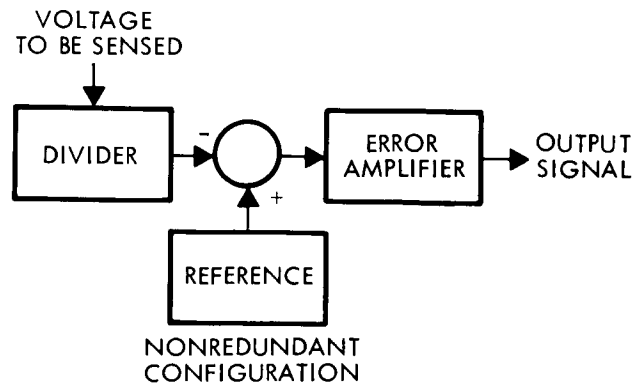 VOLTAGE
TO BE SENSED
DIVIDER
-
+
ERROR
AMPLIFIER
OUTPUT
SIGNAL
REFERENCE
NONREDUNDANT
CONFIGURATION